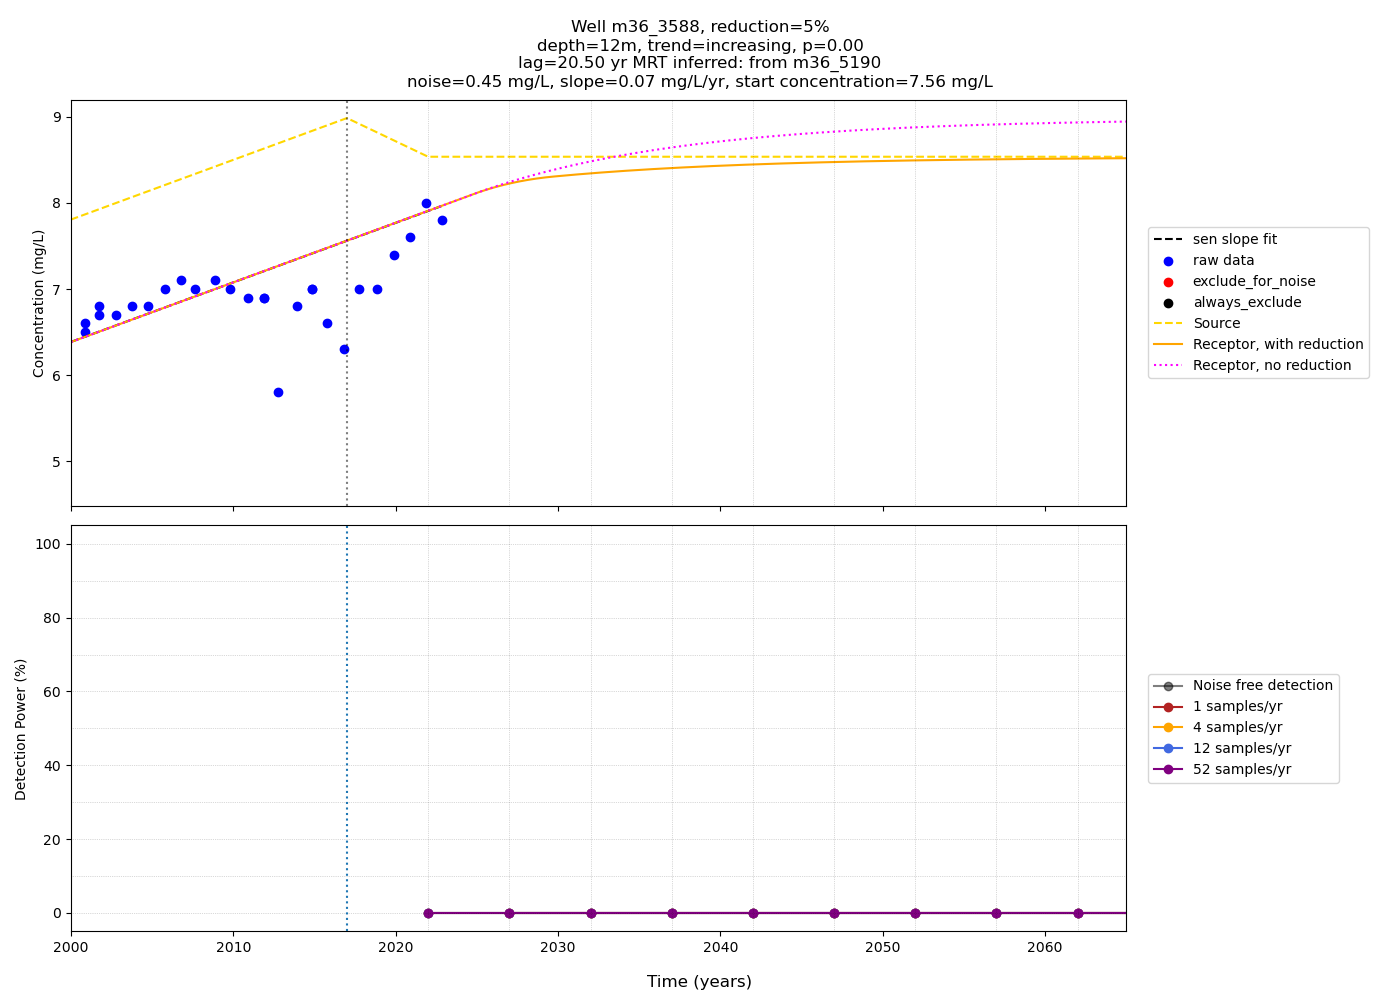 Well m36_3588, reduction=5%
depth=12m, trend=increasing, p=0.00
lag=20.50 yr MRT inferred: from m36_5190
noise=0.45 mg/L, slope=0.07 mg/L/yr, start concentration=7.56 mg/L
Concentration (mg/L)
9
8
7
6
5
sen slope fit
raw data
exclude_for_noise
always_exclude
Source
Receptor, with reduction
Receptor, no reduction
Detection Power (%)
100
80
60
40
20
0
Noise free detection
1 samples/yr
4 samples/yr
12 samples/yr
52 samples/yr
2000
2010
2020
2030
2040
2050
2060
Time (years)